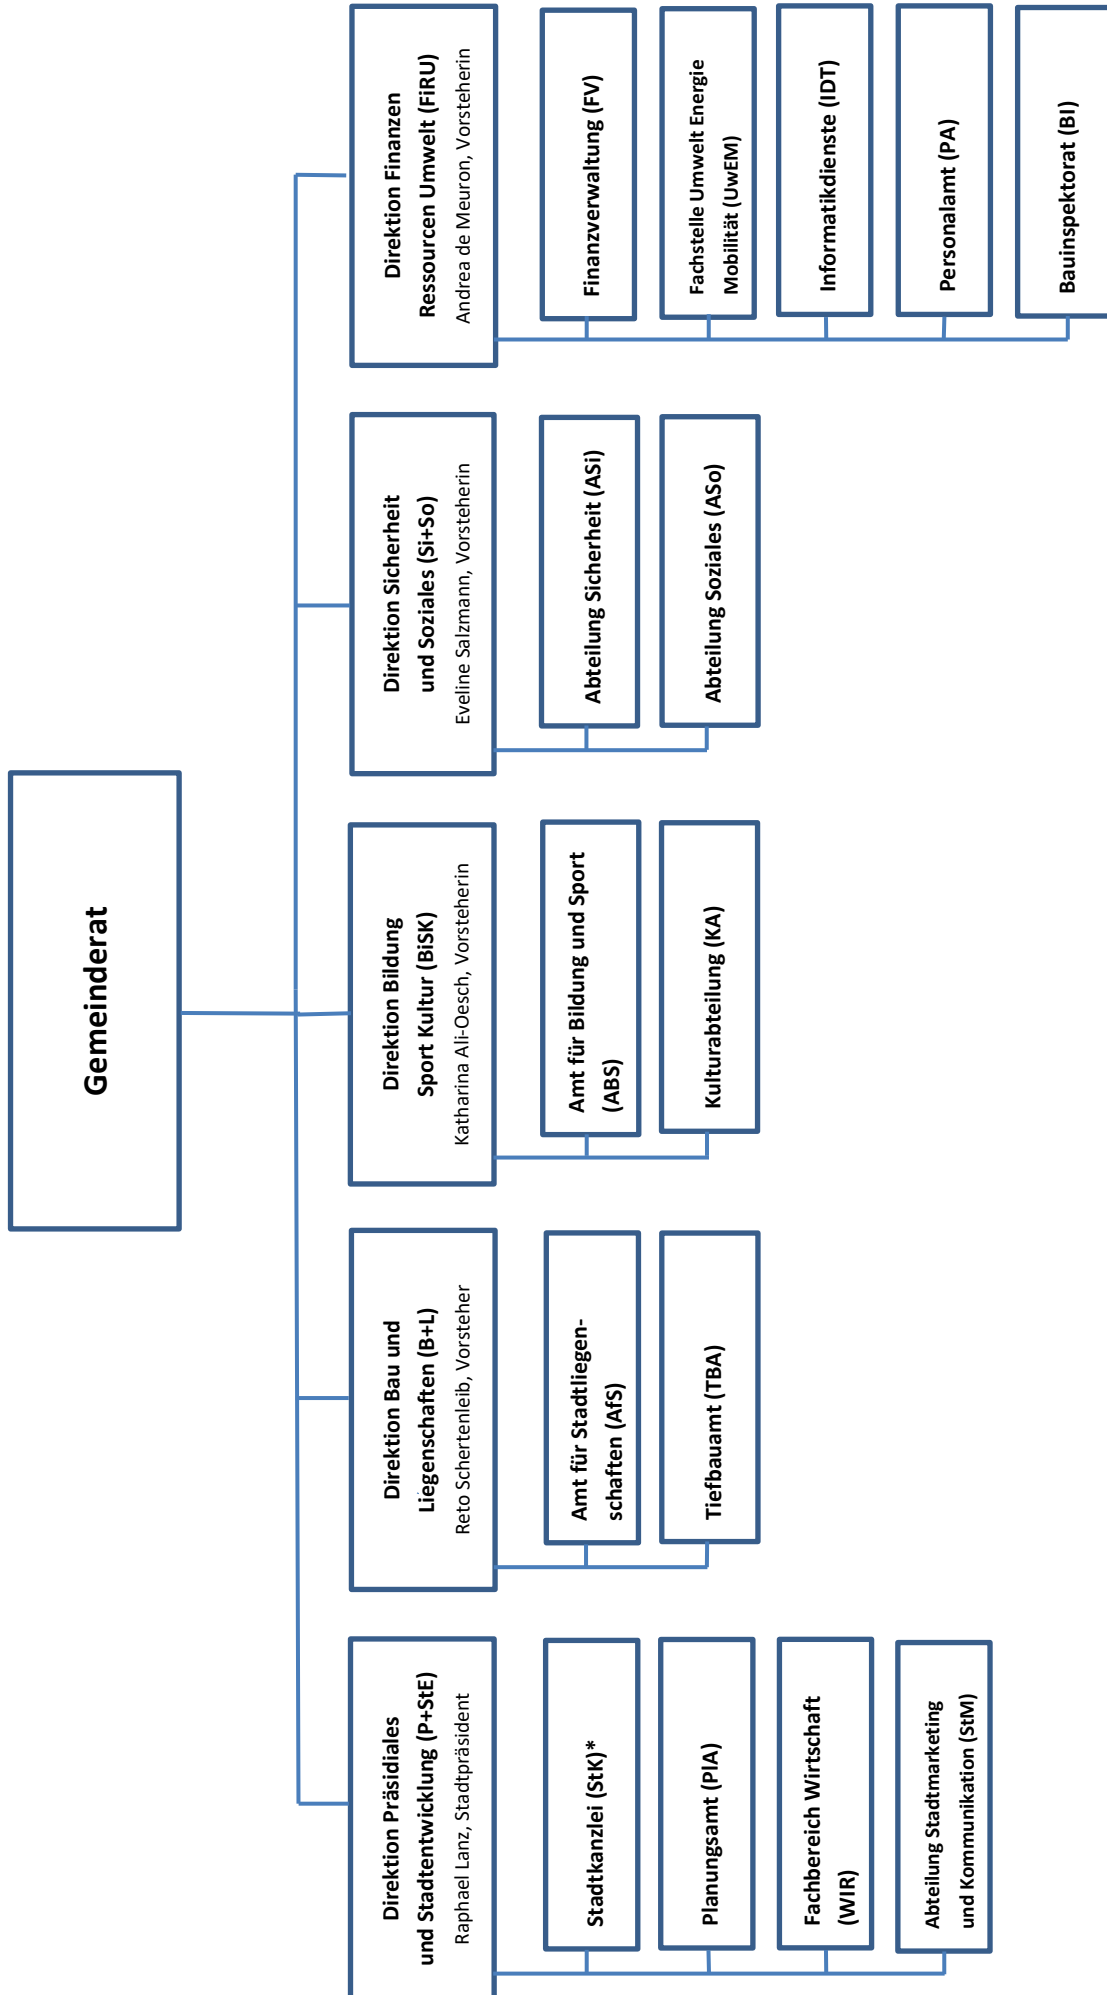 Gemeinderat
Direktion Präsidiales
und Stadtentwicklung (P+StE)
Raphael Lanz, Stadtpräsident
Stadtkanzlei (StK)*
Planungsamt (PlA)
Fachbereich Wirtschaft
(WIR)
Abteilung Stadtmarketing
und Kommunikation (StM)
Direktion Bau und
Liegenschaften (B+L)
Reto Schertenleib, Vorsteher
Amt für Stadtliegen-
schaften (AfS)
Tiefbauamt (TBA)
Direktion Bildung
Sport Kultur (BiSK)
Katharina Ali-Oesch, Vorsteherin
Amt für Bildung und Sport
(ABS)
Kulturabteilung (KA)
Direktion Sicherheit
und Soziales (Si+So)
Eveline Salzmann, Vorsteherin
Abteilung Sicherheit (ASi)
Abteilung Soziales (ASo)
Direktion Finanzen
Ressourcen Umwelt (FiRU)
Andrea de Meuron, Vorsteherin
Finanzverwaltung (FV)
Fachstelle Umwelt Energie
Mobilität (UwEM)
Informatikdienste (IDT)
Personalamt (PA)
Bauinspektorat (BI)